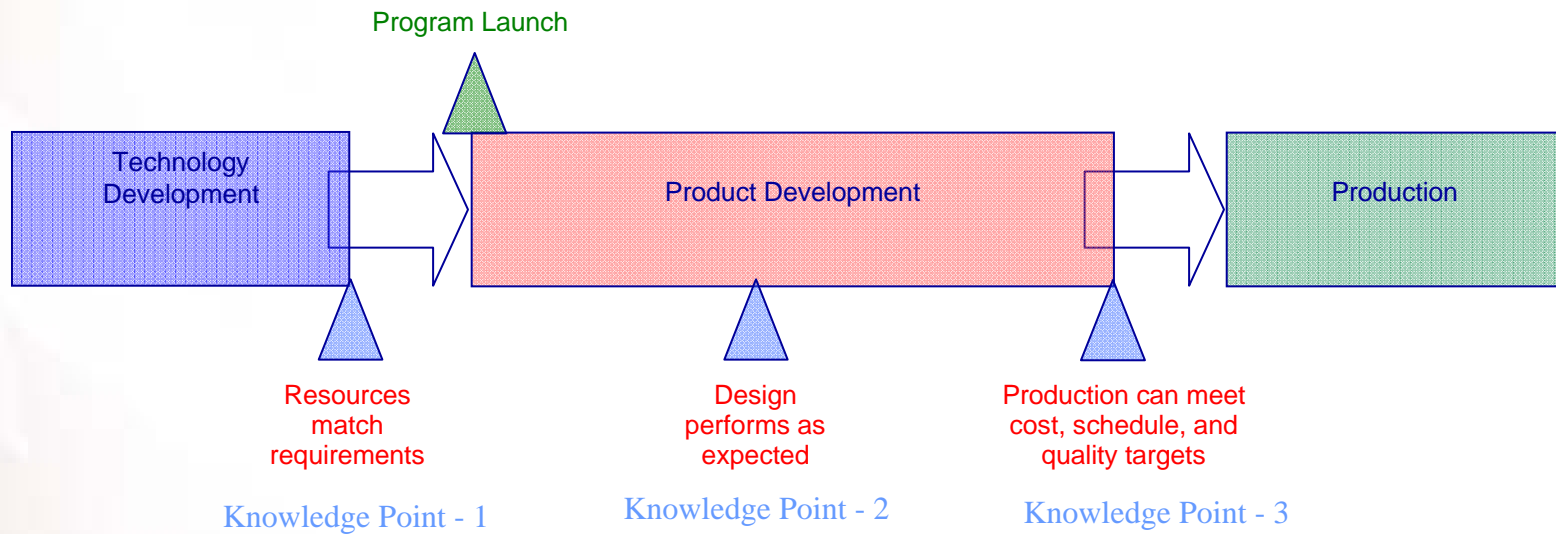 Program Launch
Technology
Development
Product Development
Production
Resources
match
requirements
Design
performs as
expected
Production can meet
cost, schedule, and
quality targets
Knowledge Point - 1
Knowledge Point - 2
Knowledge Point - 3